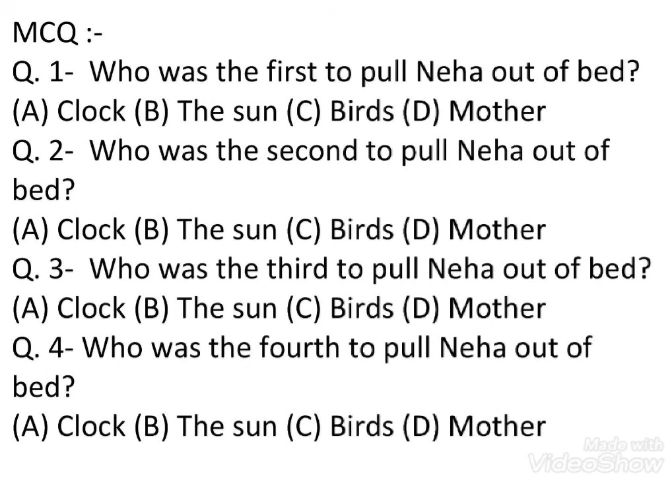 MCQ :-
Q. 1-  Who was the first to pull Neha out of bed?
(A) Clock (B) The sun (C) Birds (D) Mother
Q. 2-  Who was the second to pull Neha out of
bed?
(A) Clock (B) The sun (C) Birds (D) Mother
Q. 3-  Who was the third to pull Neha out of bed?
(A) Clock (B) The sun (C) Birds (D) Mother
Q. 4- Who was the fourth to pull Neha out of
bed?
(A) Clock (B) The sun (C) Birds (D) Mother
Made with
VideoShow